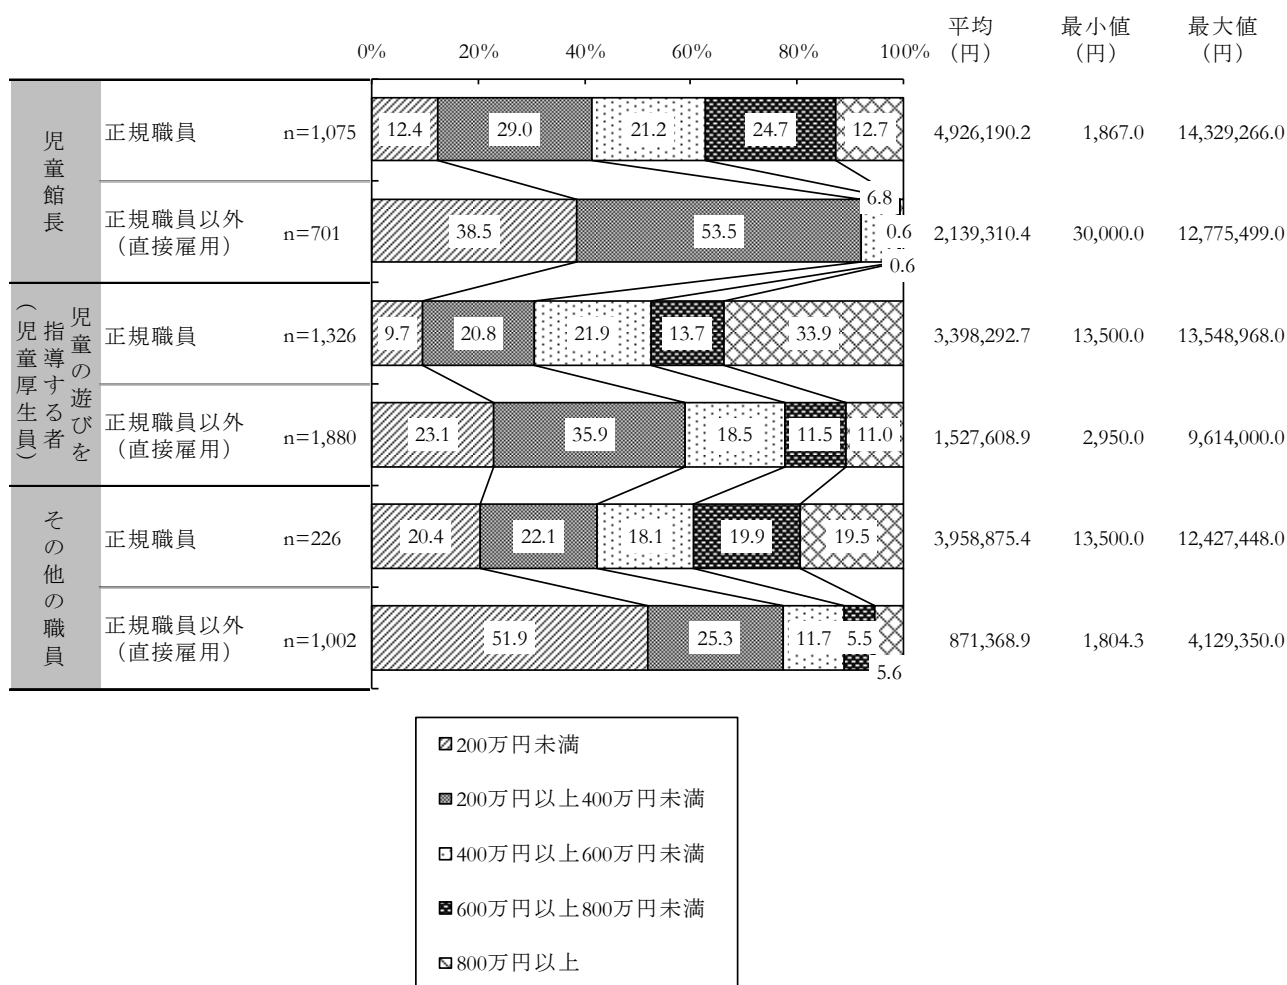 平均 最小値 最大値
0% 20% 40% 60% 80% 100% （円） （円） （円）
児童館長
正規職員 n=1,075 12.4 29.0 21.2 24.7 12.7 4,926,190.2 1,867.0 14,329,266.0
6.8
正規職員以外
（直接雇用） n=701 38.5 53.5 0.6 2,139,310.4 30,000.0 12,775,499.0
0.6
児童の遊びを
指導する者
（児童厚生員）
正規職員 n=1,326 9.7 20.8 21.9 13.7 33.9 3,398,292.7 13,500.0 13,548,968.0
正規職員以外
（直接雇用） n=1,880 23.1 35.9 18.5 11.5 11.0 1,527,608.9 2,950.0 9,614,000.0
その他の職員
正規職員 n=226 20.4 22.1 18.1 19.9 19.5 3,958,875.4 13,500.0 12,427,448.0
正規職員以外
（直接雇用） n=1,002 51.9 25.3 11.7 5.5 871,368.9 1,804.3 4,129,350.0
5.6
200万円未満
200万円以上400万円未満
400万円以上600万円未満
600万円以上800万円未満
800万円以上